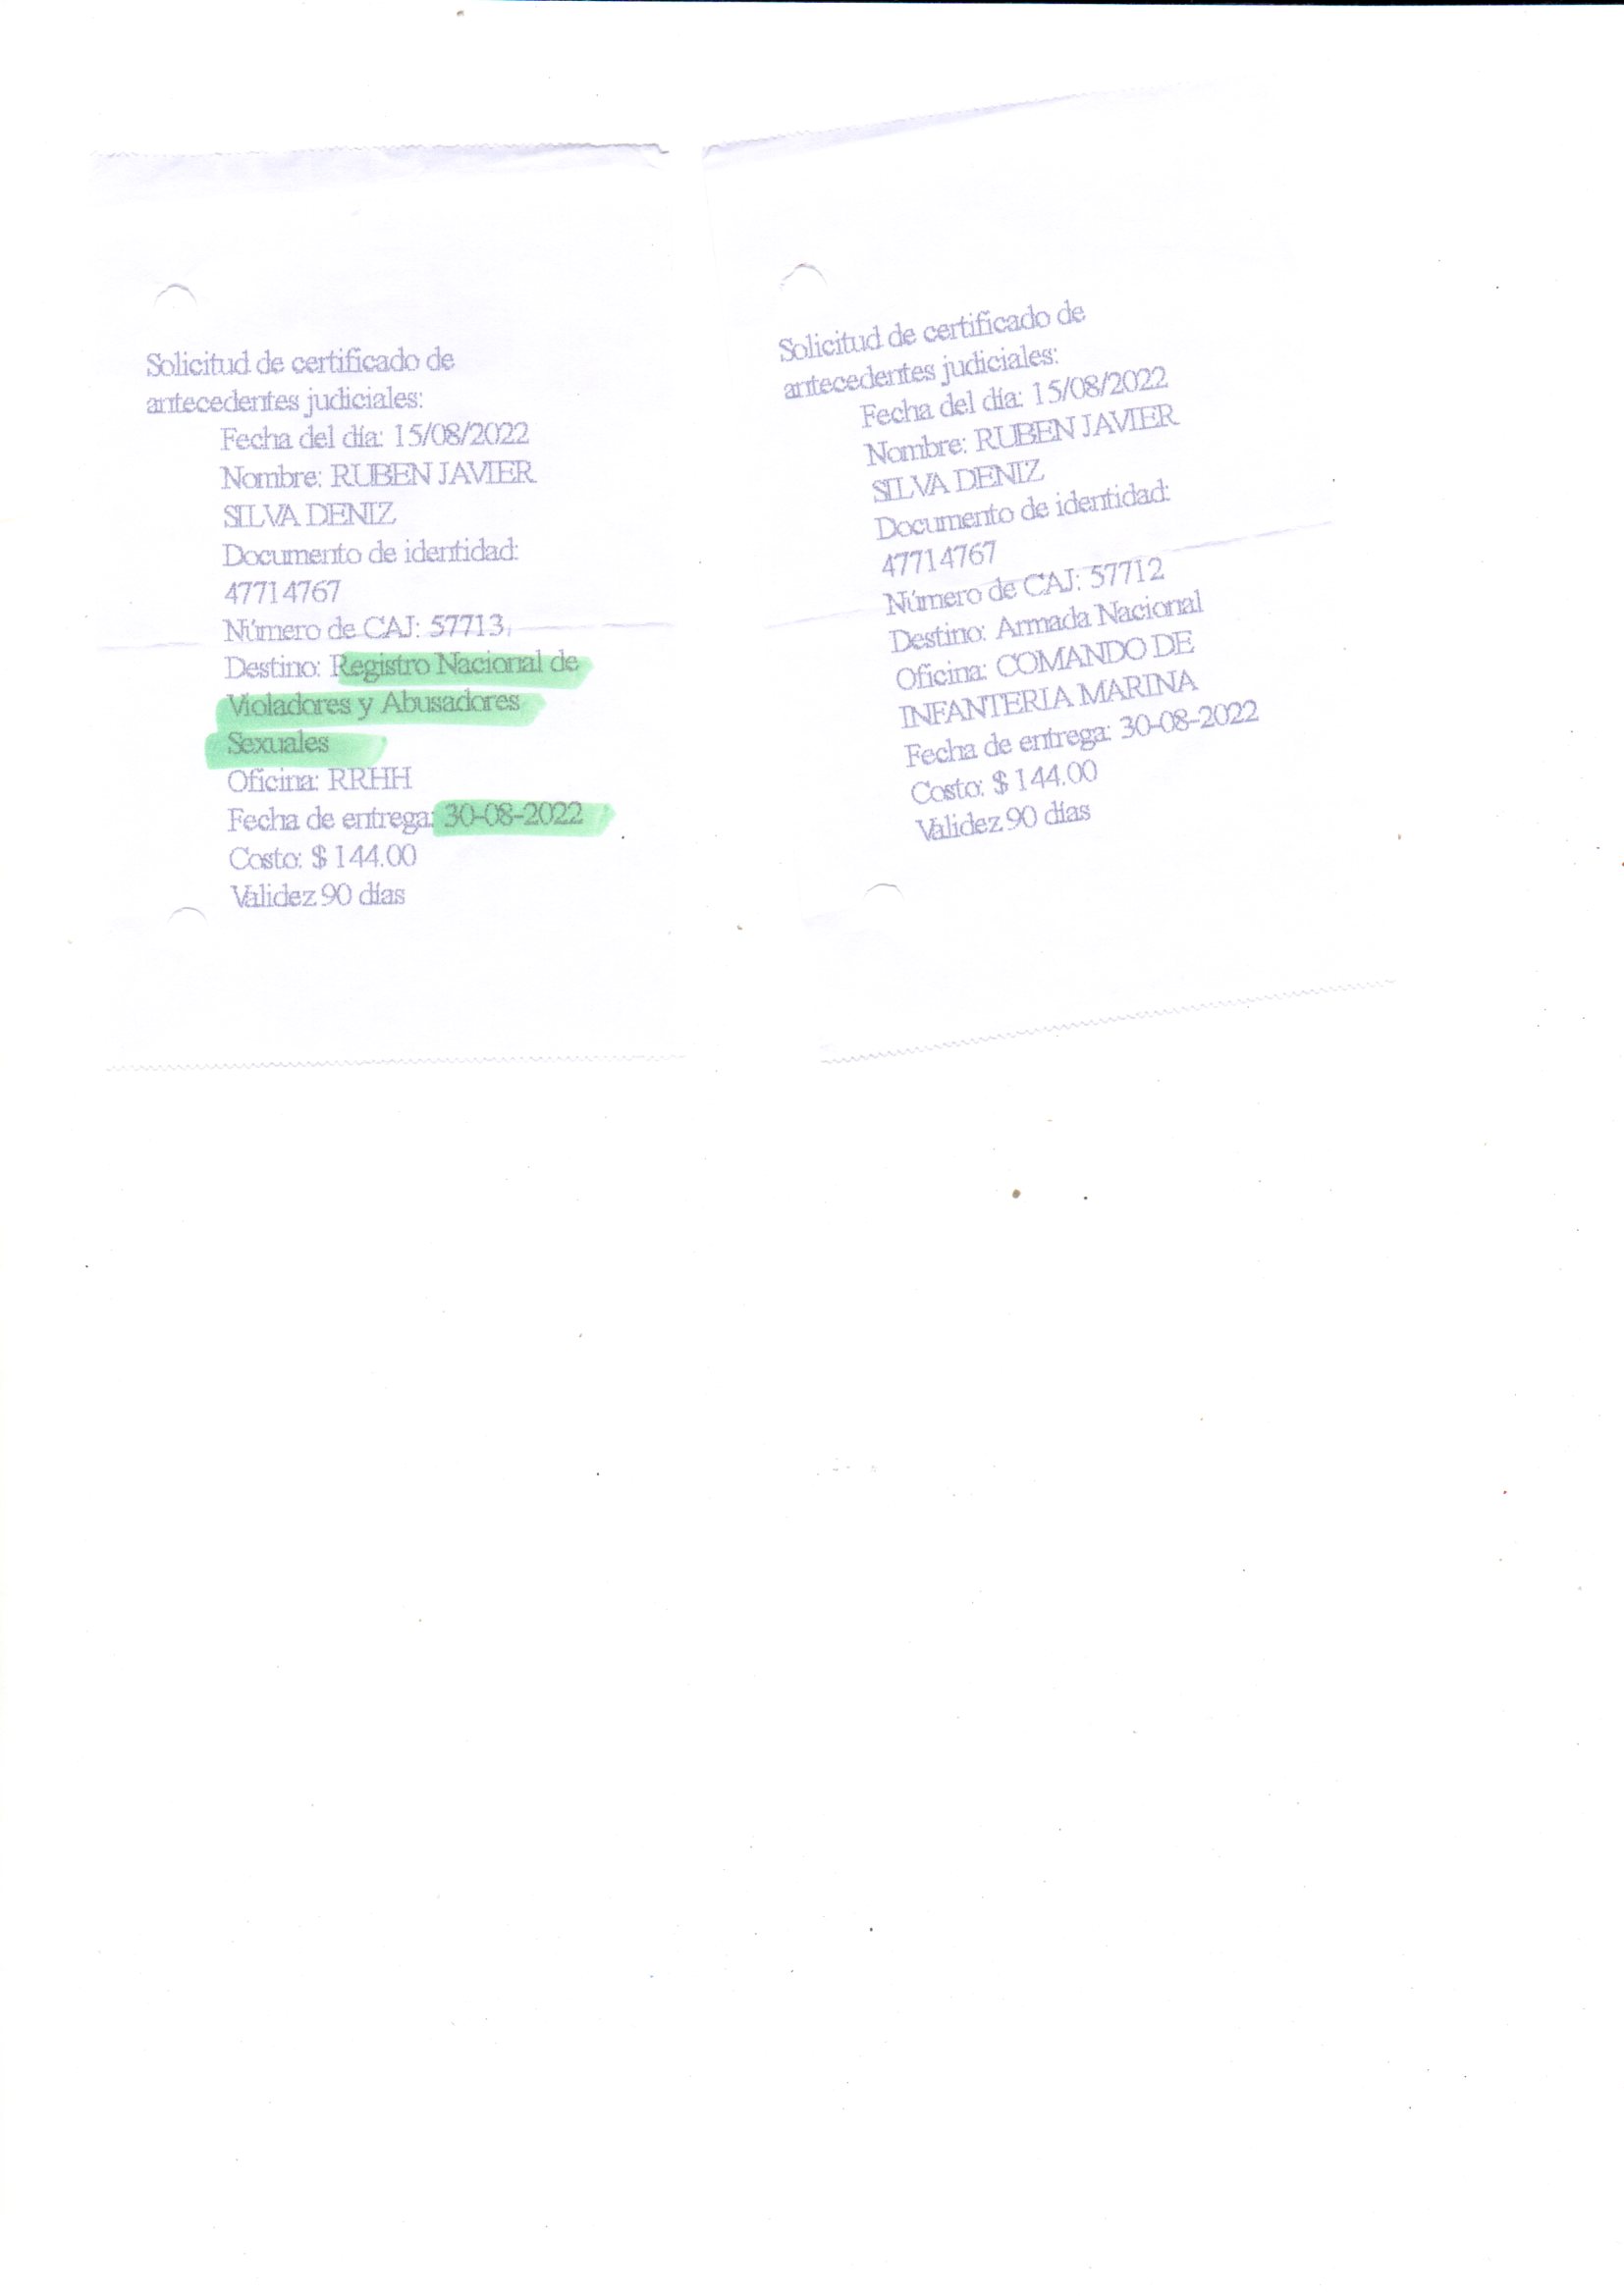 Solicitud de certificado de
antecedentes judiciales:
Fecha del día: 15/08/2022
Nombre: RUBEN JAVIER
SILVA DENIZ
Documento de identidad:
47714767
Número de CAJ: 57713
Destino: Registro Nacional de
Violadores y Abusadores
Sexuales
Oficina: RRHH
Fecha de entrega: 30-08-2022
Costo: $ 144.00
Validez 90 días
Solicitud de certificado de
antecedentes judiciales:
Fecha del día: 15/08/2022
Nombre: RUBEN JAVIER
SILVA DENIZ
Documento de identidad:
47714767
Número de CAJ: 57712
Destino: Armada Nacional
Oficina: COMANDO DE
INFANTERIA MARINA
Fecha de entrega: 30-08-2022
Costo: $ 144.00
Validez 90 días